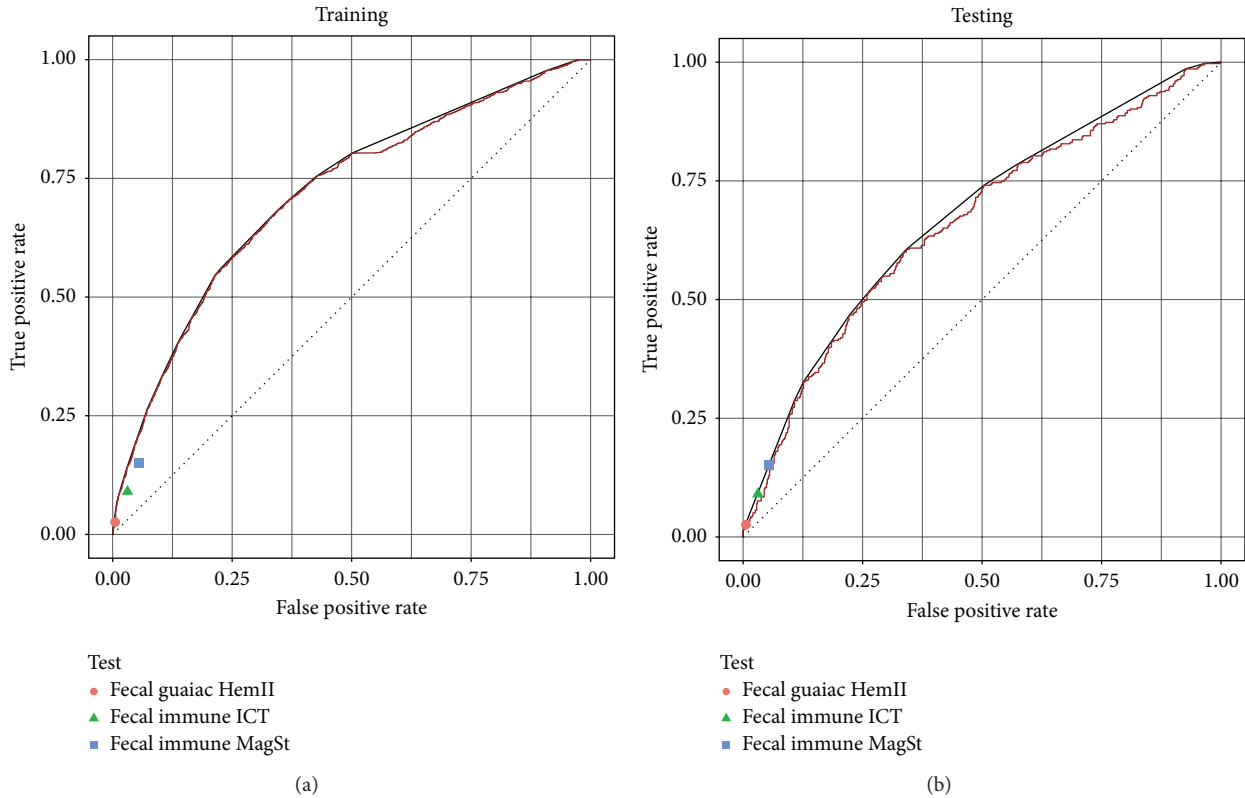 Training
True positive rate
1.00
0.75
0.50
0.25
0.00
0.00 0.25 0.50 0.75 1.00
False positive rate
Test
Fecal guaiac HemII
Fecal immune ICT
Fecal immune MagSt
(a)
Testing
True positive rate
1.00
0.75
0.50
0.25
0.00
0.00 0.25 0.50 0.75 1.00
False positive rate
Test
Fecal guaiac HemII
Fecal immune ICT
Fecal immune MagSt
(b)